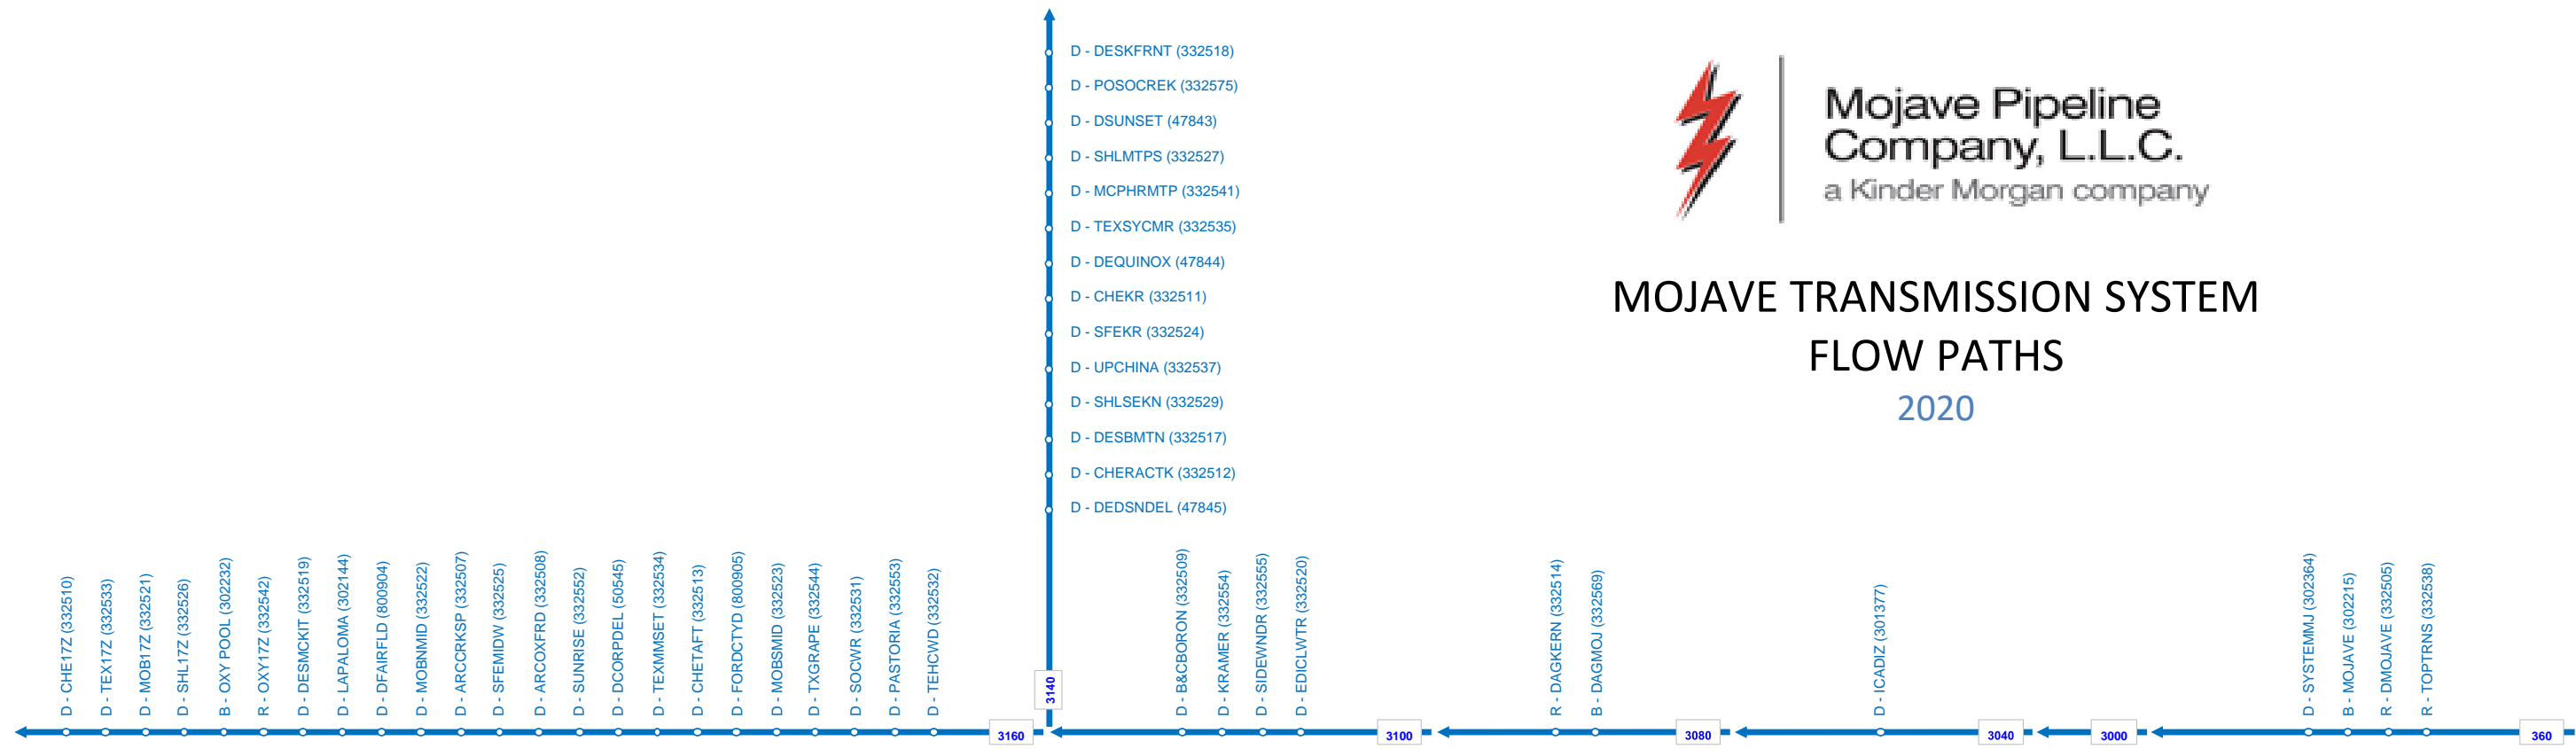 D - DESKFRNT (332518)
D - POSOCREK (332575)
D - DSUNSET (47843)
D - SHLMTPS (332527)
D - MCPHRMTP (332541)
D - TEXSYCMR (332535)
D - DEQUINOX (47844)
D - CHEKR (332511)
D - SFEKR (332524)
D - UPCHINA (332537)
D - SHLSEKN (332529)
D - DESBMTN (332517)
D - CHERACTK (332512)
D - DEDSNDEL (47845)
Mojave Pipeline
Company, L.L.C.
a Kinder Morgan company
MOJAVE TRANSMISSION SYSTEM
FLOW PATHS
2020
D - CHE17Z (332510)
D - TEX17Z (332533)
D - MOB17Z (332521)
D - SHL17Z (332526)
B - OXY POOL (302232)
R - OXY17Z (332542)
D - DESMCKIT (332519)
D - LAPALOMA (302144)
D - DFAIRFLD (800904)
D - MOBNMID (332522)
D - ARCCRKSP (332507)
D - SFEMIDW (332525)
D - ARCOXFRD (332508)
D - SUNRISE (332552)
D - DCORPDEL (50545)
D - TEXMMSET (332534)
D - CHETAFT (332513)
D - FORDCTYD (800905)
D - MOBSMID (332523)
D - TXGRAPE (332544)
D - SOCWR (332531)
D - PASTORIA (332553)
D - TEHCWD (332532)
3140
D - B&CBORON (332509)
D - KRAMER (332554)
D - SIDEWNDR (332555)
D - EDICLWTR (332520)
R - DAGKERN (332514)
B - DAGMOJ (332569)
D - ICADIZ (301377)
D - SYSTEMMJ (302364)
B - MOJAVE (302215)
R - DMOJAVE (332505)
R - TOPTRNS (332538)
3160
3100
3080
3040
3000
360